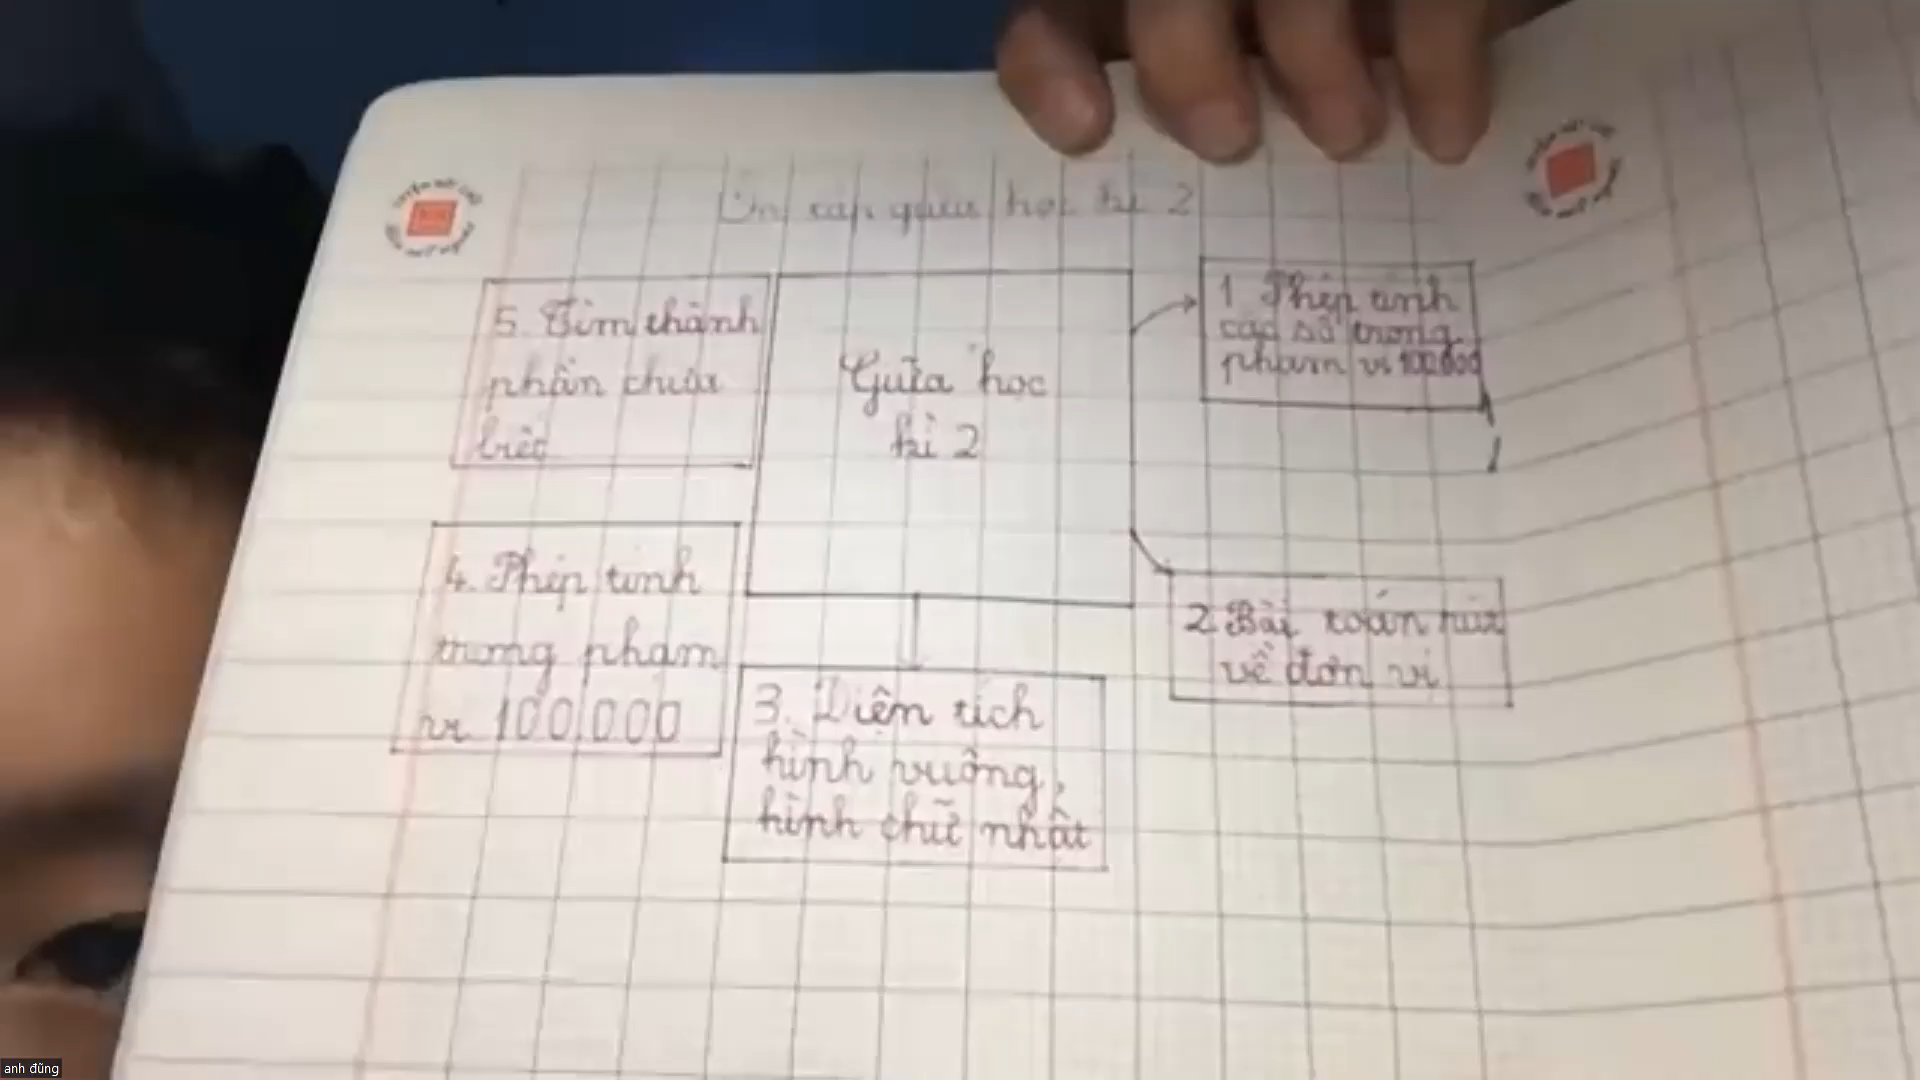 Ôn tập giữa học kì 2
5. Tìm thành
phần chưa
biết
Giữa học
kì 2
1 Phép tính
các số trong
phạm vi 100.000
4. Phép tính
trong phạm
vi 100.000
3. Diện tích
hình vuông,
hình chữ nhật
2. Bài toán rút
về đơn vị
anh đũng